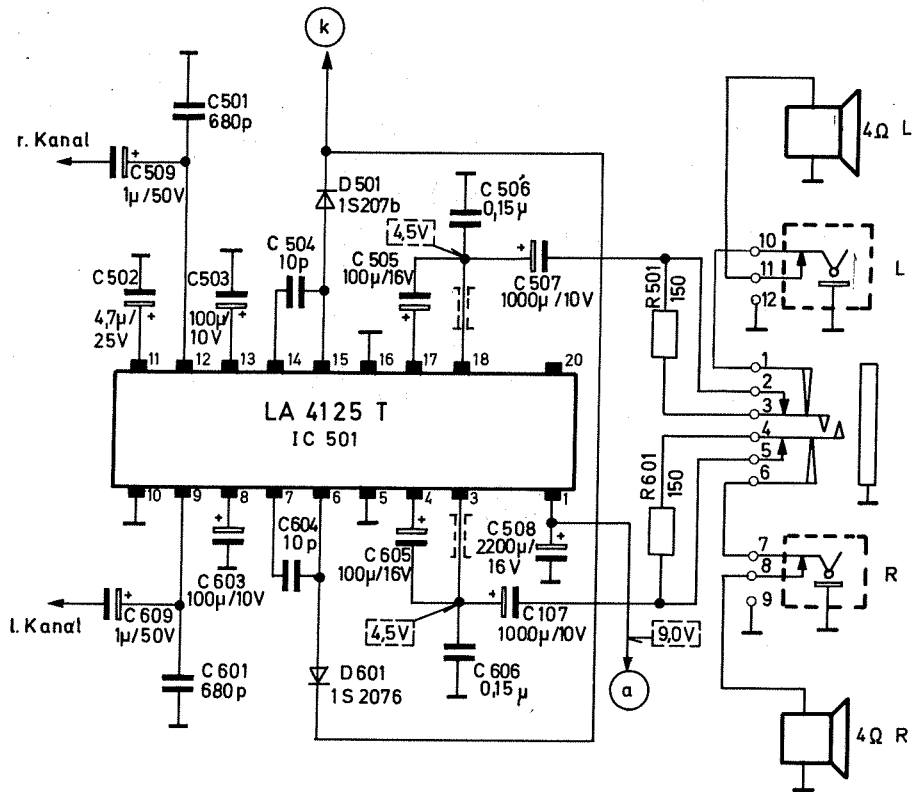 k
C501
680p
r. Kanal
C509
1µ/50V
D501
1S207b
C502
4,7µ/
25V
C503
100µ/
10V
C504
10p
C505
100µ/16V
4,5V
C506
0,15µ
C507
1000µ/10V
R501
150
4Ω L
10
11
12
L
11
12
13
14
15
16
17
18
20
LA 4125 T
IC 501
10
9
8
7
6
5
4
3
1
1
2
3
4
5
6
C604
10p
C603
100µ/10V
C605
100µ/16V
C508
2200µ/
16V
R601
150
7
8
9
R
l. Kanal
C609
1µ/50V
4,5V
C107
1000µ/10V
9,0V
C601
680p
D601
1S2076
C606
0,15µ
a
4Ω R